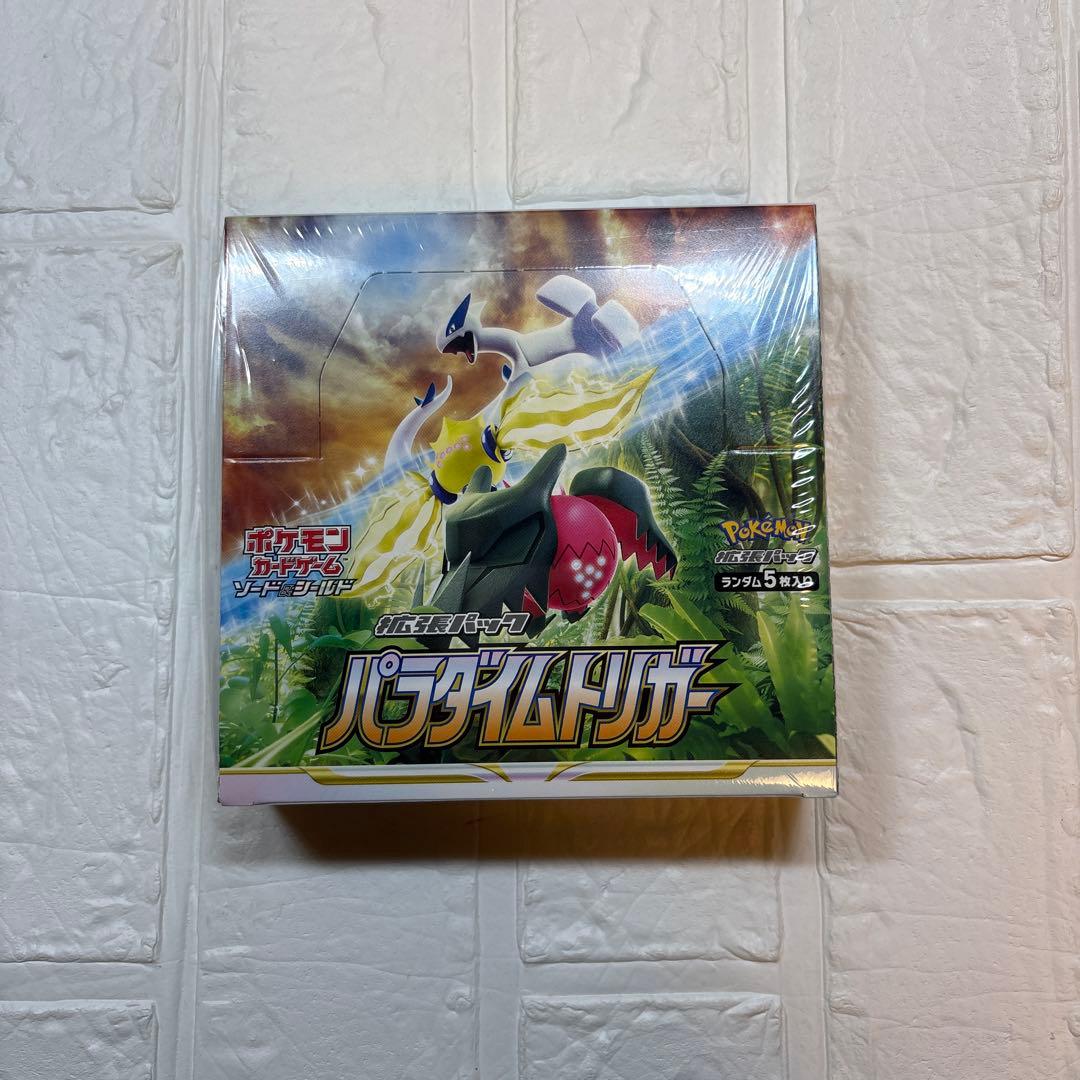 ポケモン
カードゲーム
ソード&シールド
Pokémon
拡張パック
ランダム5枚入り
拡張パック
パラダイムトリガー